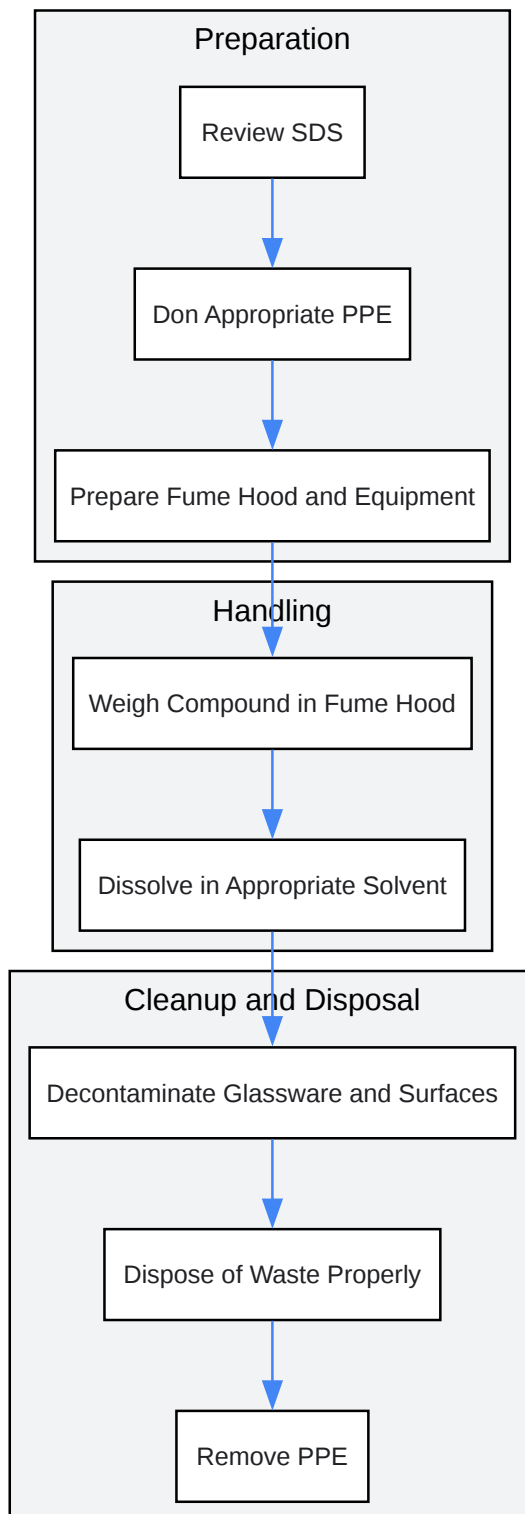 Preparation
Review SDS
Don Appropriate PPE
Prepare Fume Hood and Equipment
Handling
Weigh Compound in Fume Hood
Dissolve in Appropriate Solvent
Cleanup and Disposal
Decontaminate Glassware and Surfaces
Dispose of Waste Properly
Remove PPE